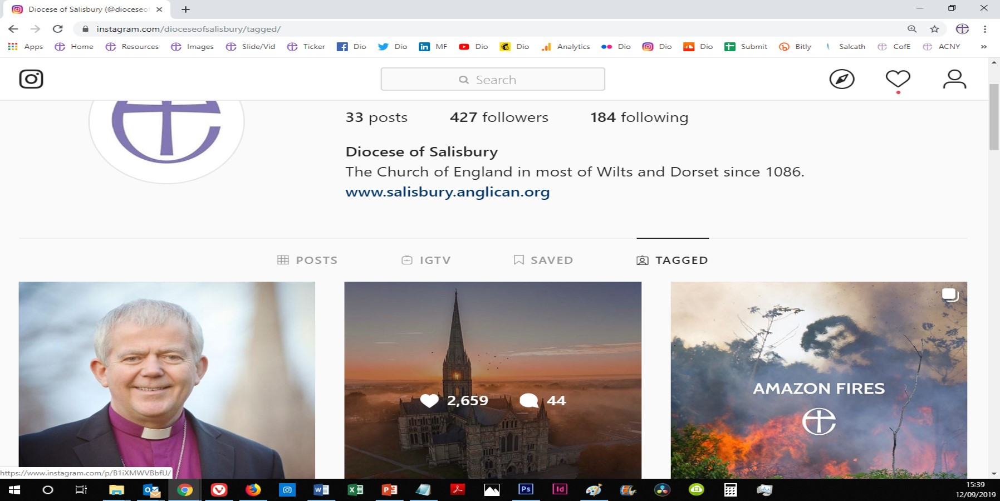 Diocese of Salisbury (@dioceseof
instagram.com/dioceseofsalisbury/tagged/
Apps Home Resources Images Slide/Vid Ticker Dio Dio MF Dio Dio Analytics Dio Dio Dio Submit Bitly Salcath CofE ACNY »
Search
33 posts 427 followers 184 following
Diocese of Salisbury
The Church of England in most of Wilts and Dorset since 1086.
www.salisbury.anglican.org
POSTS IGTV SAVED TAGGED
2,659 44
AMAZON FIRES
https://www.instagram.com/p/B1iXMWVBbfU/
15:39
12/09/2019